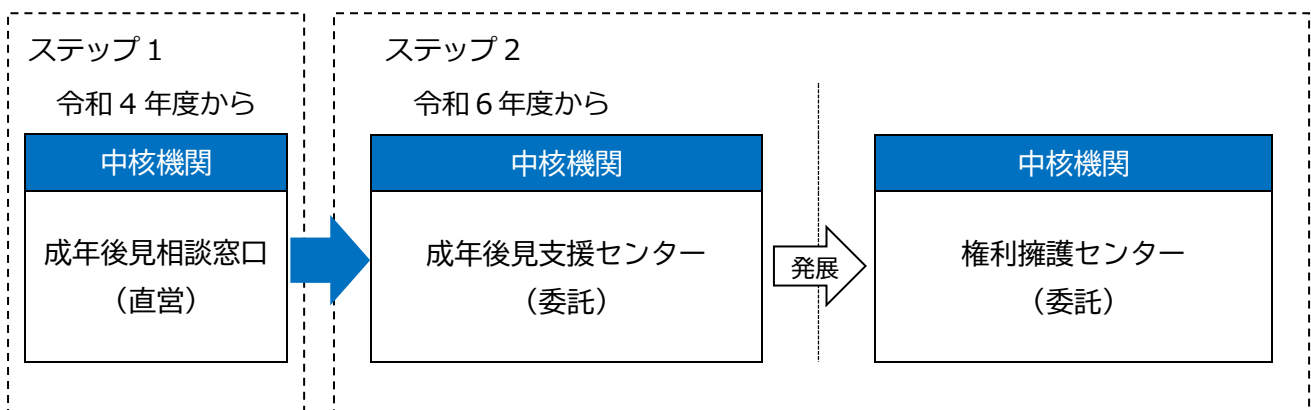 ステップ１
令和４年度から
中核機関
成年後見相談窓口
（直営）
ステップ２
令和６年度から
中核機関
成年後見支援センター
（委託）
発展
中核機関
権利擁護センター
（委託）